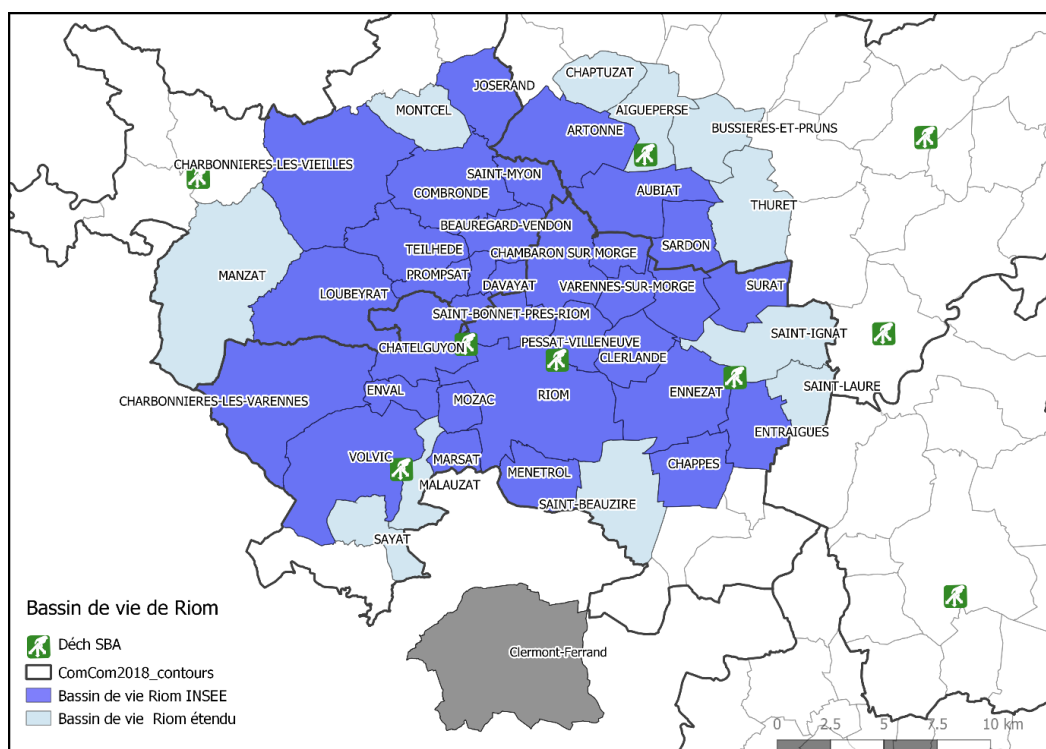 JOSERAND
CHAPTUZAT
MONTCEL
AIGUEPERSE
ARTONNE
BUSSIERES-ET-PRUNS
CHARBONNIERES-LES-VIEILLES
SAINT-MYON
COMBRONDE
AUBIAT
THURET
BEAUREGARD-VENDON
TEILHEDE
CHAMBARON SUR MORGE
SARDON
MANZAT
PROMPSAT
LOUBEYRAT
DAVAYAT
VARENNES-SUR-MORGE
SURAT
SAINT-BONNET-PRES-RIOM
SAINT-IGNAT
CHATELGUYON
PESSAT-VILLENEUVE
CLERLANDE
CHARBONNIERES-LES-VARENNES
ENVAL
MOZAC
RIOM
ENNEZAT
SAINT-LAURE
ENTRAIGUES
VOLVIC
MARSAT
MENETROL
CHAPPES
MALAUZAT
SAINT-BEAUZIRE
SAYAT
Clermont-Ferrand
Bassin de vie de Riom
Déch SBA
ComCom2018_contours
Bassin de vie Riom INSEE
Bassin de vie  Riom étendu
0 2.5 5 7.5 10 km